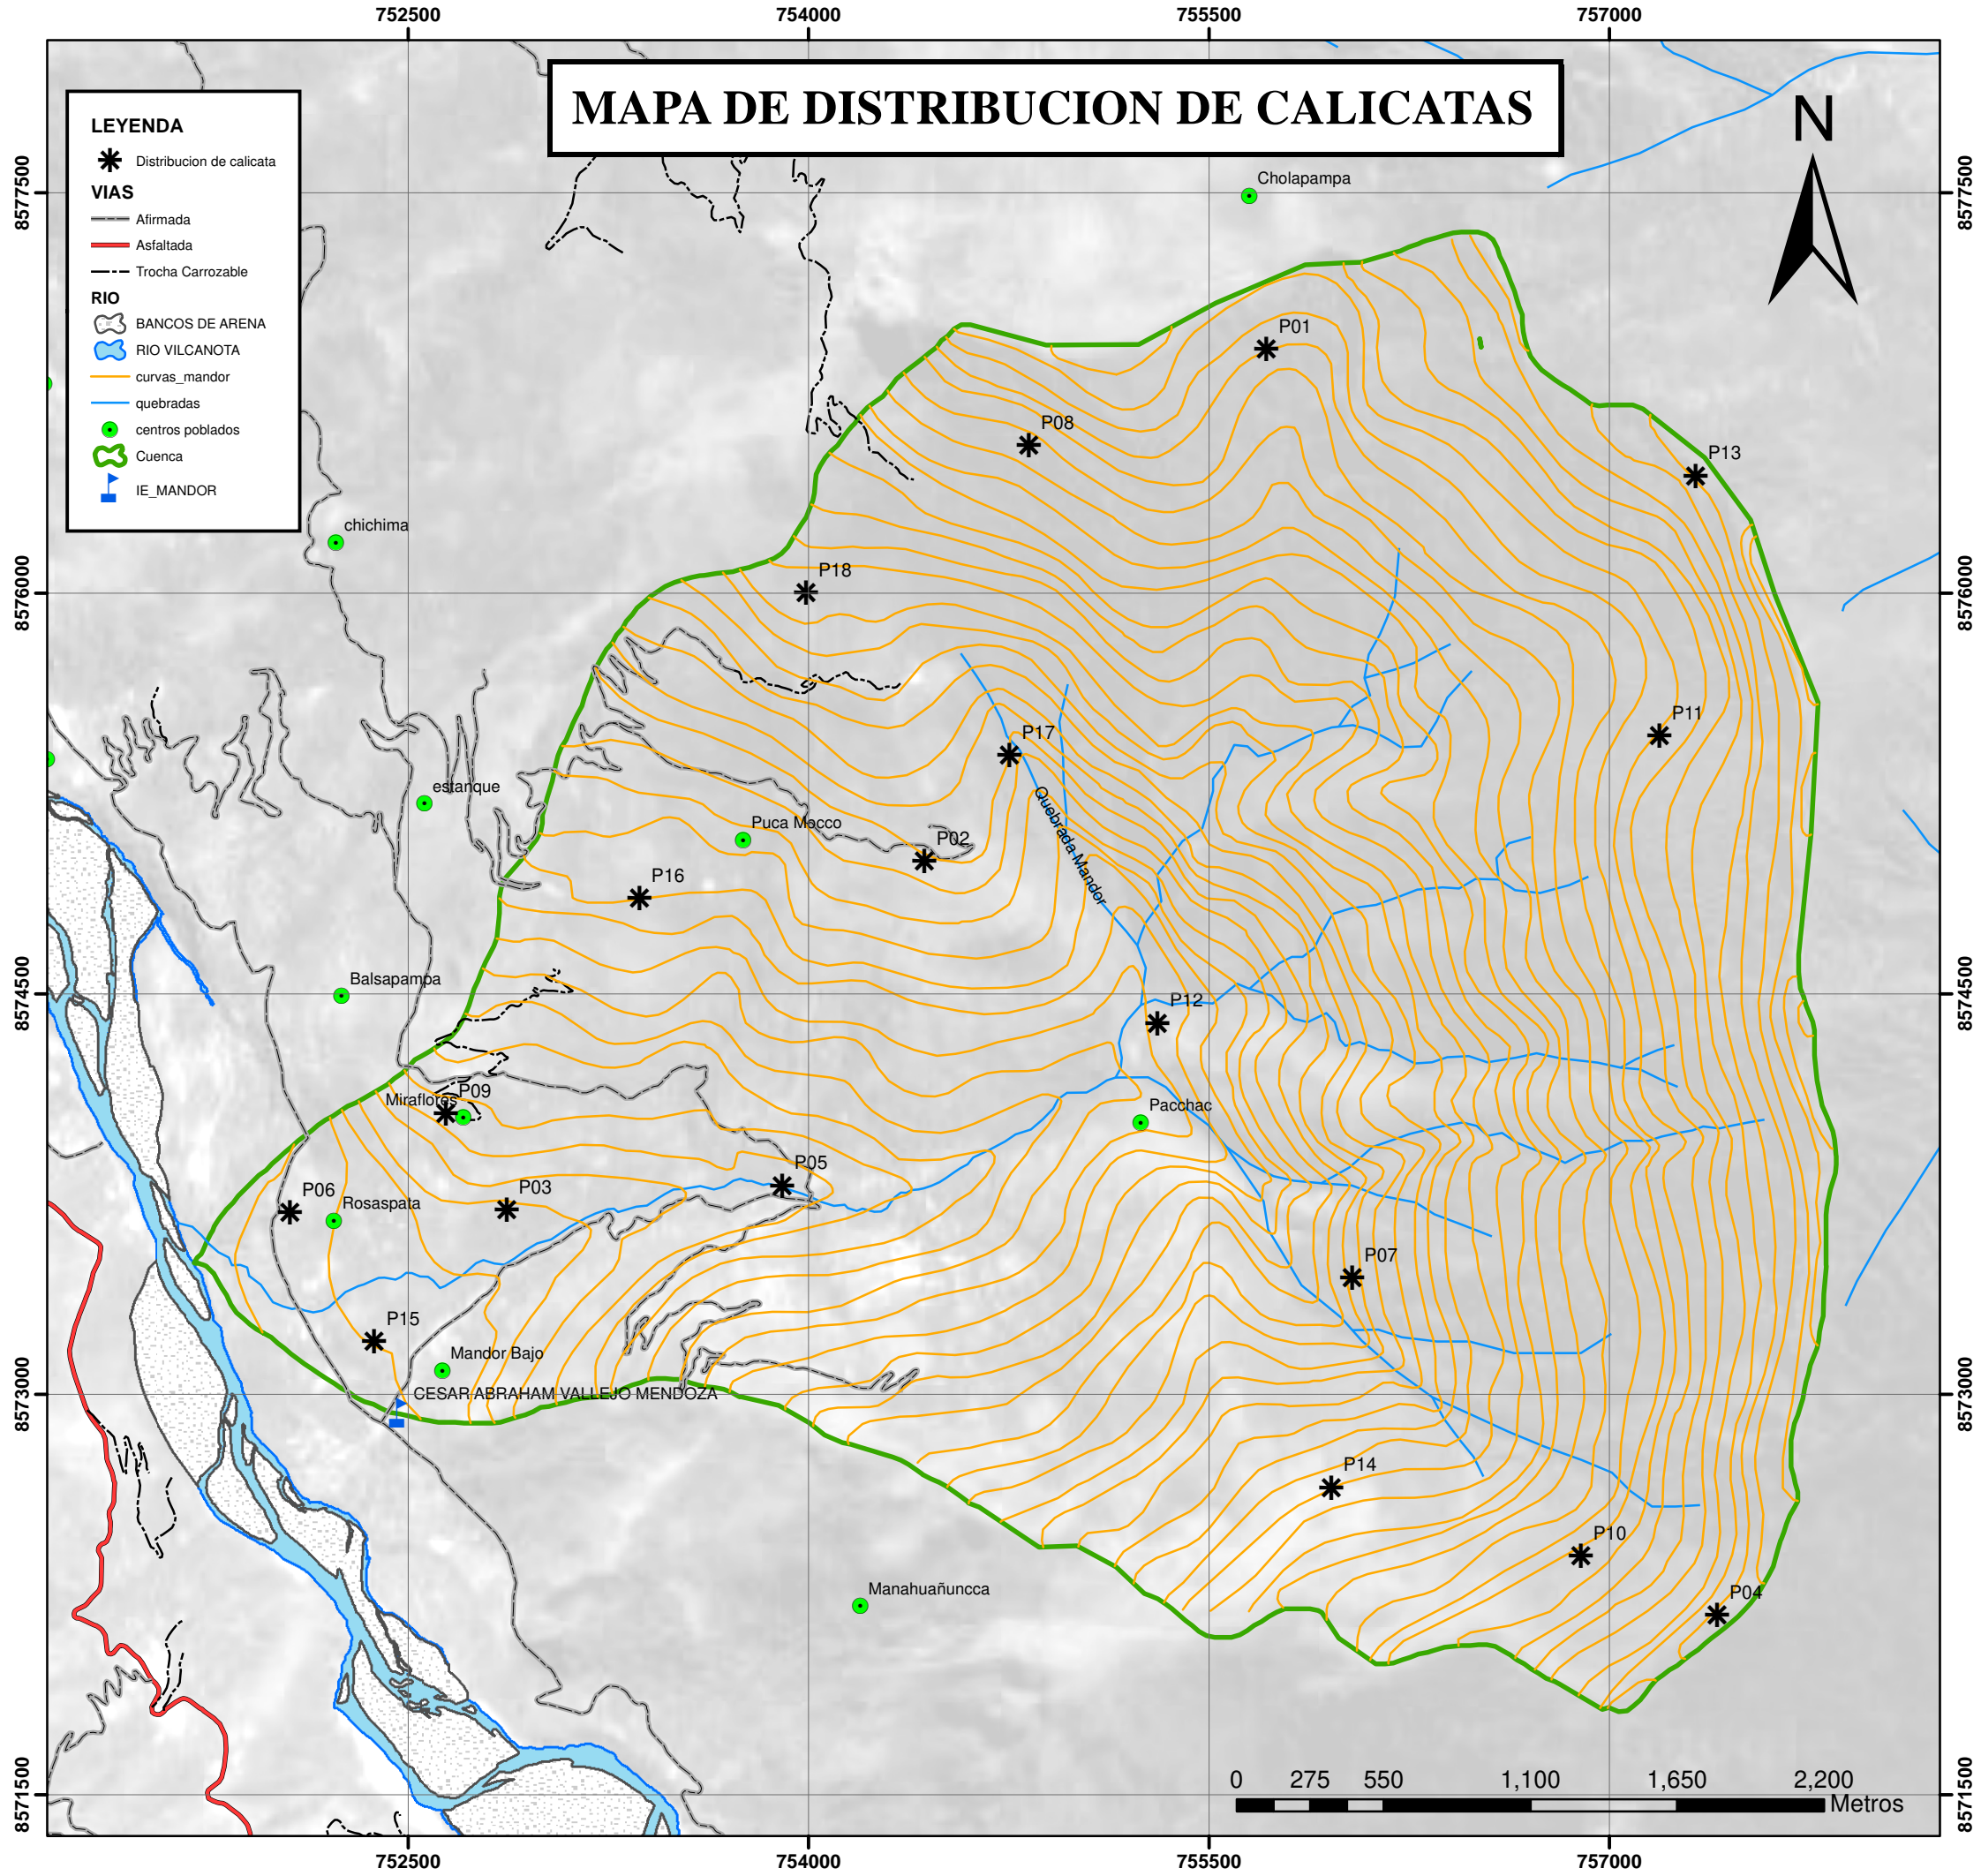 752500 754000 755500 757000
MAPA DE DISTRIBUCION DE CALICATAS
N
LEYENDA
Distribucion de calicata
VIAS
Afirmada
Asfaltada
Trocha Carrozable
RIO
BANCOS DE ARENA
RIO VILCANOTA
curvas_mandor
quebradas
centros poblados
Cuenca
IE_MANDOR
8577500 8577500
Cholapampa
P01
P08
P13
chichima
P18
8576000 8576000
P11
P17
estanque
Quebrada Mandor
Puca Mocco
P02
P16
Balsapampa
8574500 8574500
P12
P09
Miraflores
Pacchac
P05
P03
P06
Rosaspata
P07
P15
Mandor Bajo
CESAR ABRAHAM VALLEJO MENDOZA
8573000 8573000
P14
P10
P04
Manahuañuncca
0 275 550 1,100 1,650 2,200
Metros
8571500 8571500
752500 754000 755500 757000